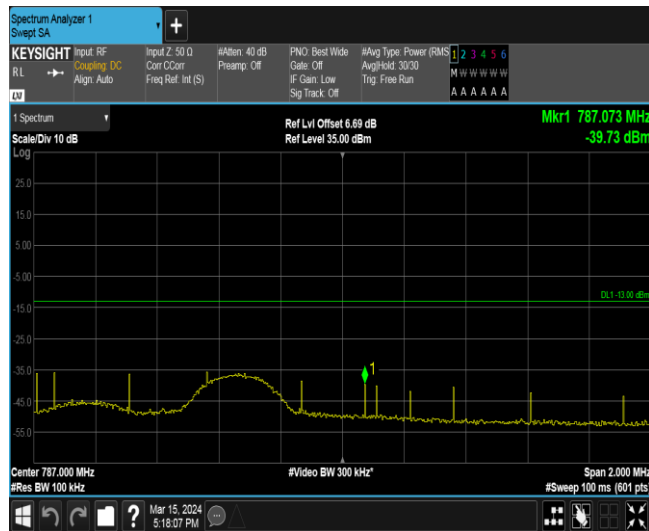 Spectrum Analyzer 1
Swept SA
+
KEYSIGHT Input: RF Input Z: 50 Ω #Atten: 40 dB PNO: Best Wide #Avg Type: Power (RMS 1 2 3 4 5 6
RL Coupling: DC Corr CCorr Preamp: Off Gate: Off Avg|Hold: 30/30 M W W W W W
Align: Auto Freq Ref: Int (S) IF Gain: Low Trig: Free Run
LXI Sig Track: Off A A A A A A
1 Spectrum Ref Lvl Offset 6.69 dB Mkr1 787.073 MHz
Scale/Div 10 dB Ref Level 35.00 dBm -39.73 dBm
Log
25.0
15.0
5.00
-5.00
DL1 -13.00 dBm
-15.0
-25.0
-35.0
1
-45.0
-55.0
Center 787.000 MHz #Video BW 300 kHz* Span 2.000 MHz
#Res BW 100 kHz #Sweep 100 ms (601 pts)
? Mar 15, 2024
5:18:07 PM